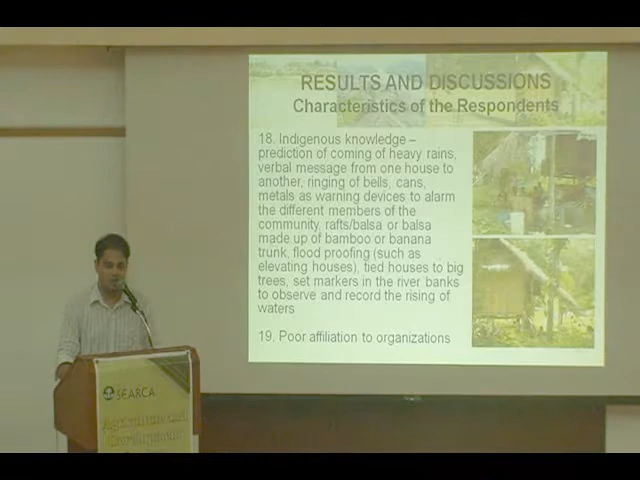 RESULTS AND DISCUSSIONS
Characteristics of the Respondents
18. Indigenous knowledge –
prediction of coming of heavy rains,
verbal message from one house to
another, ringing of bells, cans,
metals as warning devices to alarm
the different members of the
community, rafts/balsa or balsa
made up of bamboo or banana
trunk, flood proofing (such as
elevating houses), tied houses to big
trees, set markers in the river banks
to observe and record the rising of
waters
19. Poor affiliation to organizations
SEARCA
Agriculture and
Development